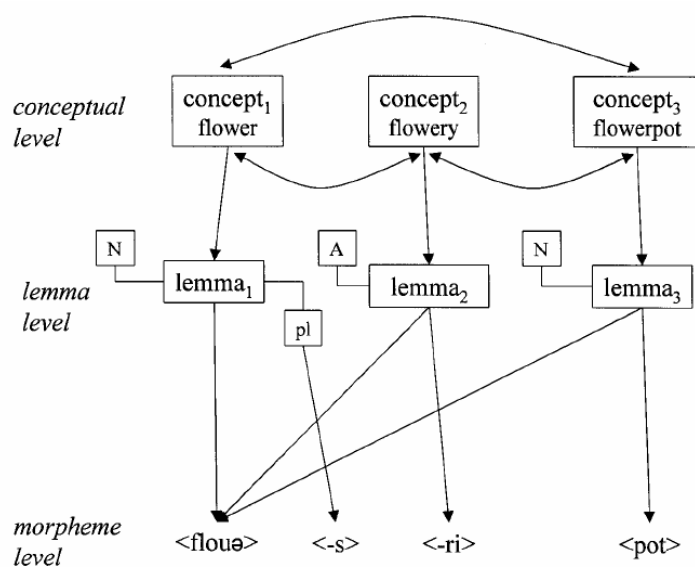 conceptual
level
concept₁
flower
concept₂
flowery
concept₃
flowerpot
N
A
N
lemma
level
lemma₁
lemma₂
lemma₃
pl
morpheme
level
<flouə>
<-s>
<-ri>
<pot>